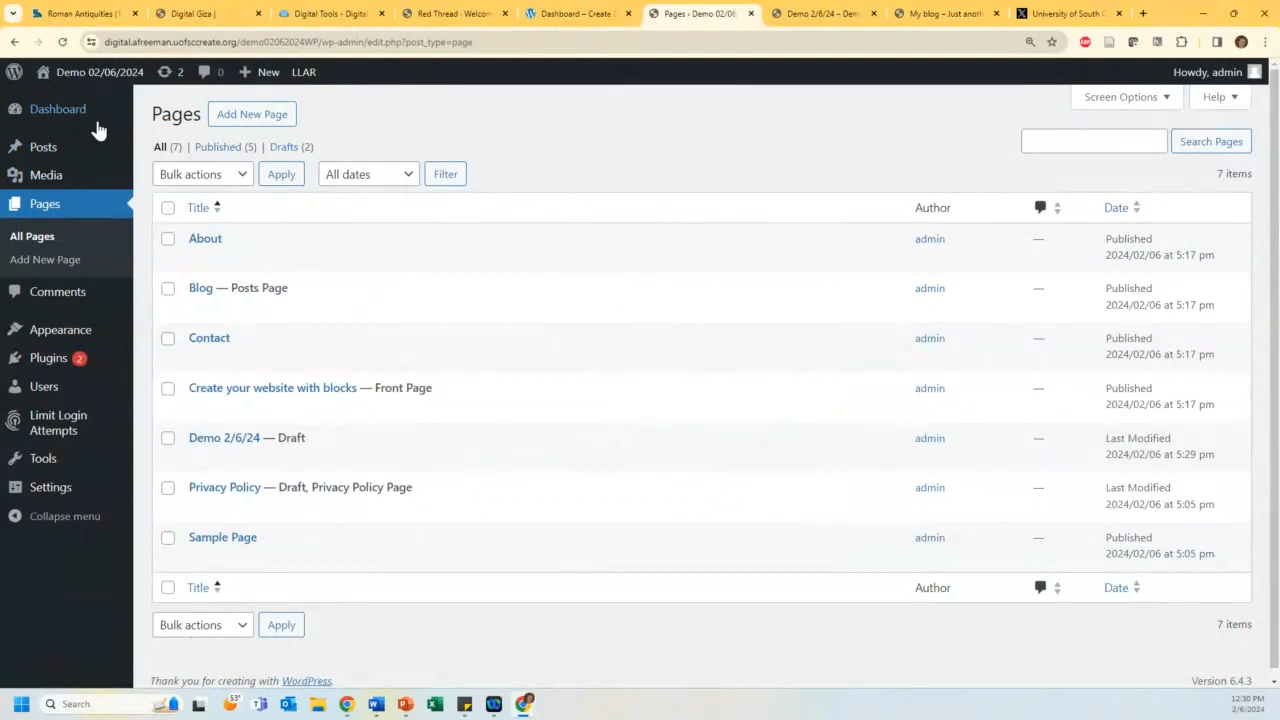 Roman Antiquities (1
Digital Giza |
Digital Tools - Digital
Red Thread - Welcom
Dashboard – Create D
Pages ‹ Demo 02/06/
Demo 2/6/24 – Dem
My blog – Just anoth
University of South C
digital.afreeman.uofsccreate.org/demo02062024WP/wp-admin/edit.php?post_type=page
Demo 02/06/2024 2 0 New LLAR Howdy, admin
Dashboard
Posts
Media
Pages
All Pages
Add New Page
Comments
Appearance
Plugins 2
Users
Limit Login
Attempts
Tools
Settings
Collapse menu
Screen Options Help
Pages Add New Page
All (7) | Published (5) | Drafts (2)
Search Pages
Bulk actions Apply All dates Filter 7 items
Title Author Date
About admin — Published
2024/02/06 at 5:17 pm
Blog — Posts Page admin — Published
2024/02/06 at 5:17 pm
Contact admin — Published
2024/02/06 at 5:17 pm
Create your website with blocks — Front Page admin — Published
2024/02/06 at 5:17 pm
Demo 2/6/24 — Draft admin — Last Modified
2024/02/06 at 5:29 pm
Privacy Policy — Draft, Privacy Policy Page admin — Last Modified
2024/02/06 at 5:05 pm
Sample Page admin — Published
2024/02/06 at 5:05 pm
Title Author Date
Bulk actions Apply 7 items
Thank you for creating with WordPress. Version 6.4.3
Search
53°
12:30 PM
2/6/2024